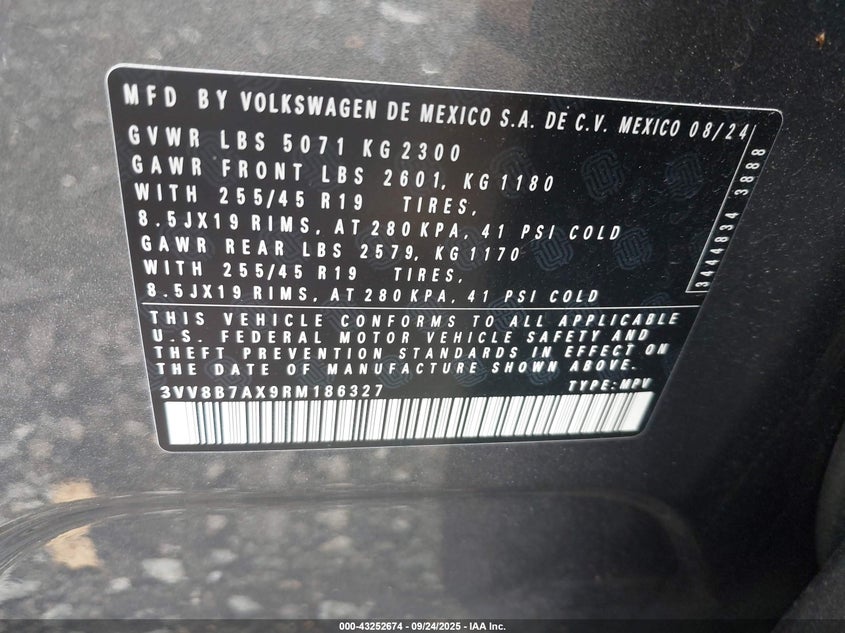 MFD BY VOLKSWAGEN DE MEXICO S.A. DE C.V. MEXICO 08/24
GVWR LBS 5071 KG 2300
GAWR FRONT LBS 2601, KG 1180
WITH 255/45 R19 TIRES,
8.5JX19 RIMS, AT 280 KPA, 41 PSI COLD
GAWR REAR LBS 2579, KG 1170
WITH 255/45 R19 TIRES,
8.5JX19 RIMS, AT 280 KPA, 41 PSI COLD
3444834 3888
THIS VEHICLE CONFORMS TO ALL APPLICABLE
U.S. FEDERAL MOTOR VEHICLE SAFETY AND
THEFT PREVENTION STANDARDS IN EFFECT ON
THE DATE OF MANUFACTURE SHOWN ABOVE.
3VV8B7AX9RM186327 TYPE: MPV
000-43252674 - 09/24/2025 - IAA Inc.